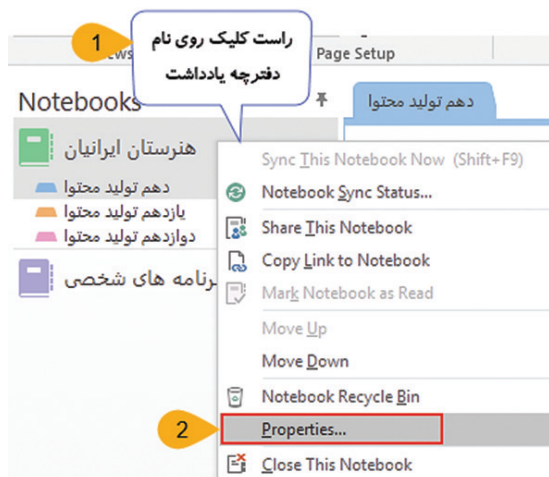 1
راست کلیک روی نام
دفترچه یادداشت
Page Setup
Notebooks
دهم تولید محتوا
هنرستان ایرانیان
دهم تولید محتوا
یازدهم تولید محتوا
دوازدهم تولید محتوا
برنامه های شخصی
Sync This Notebook Now (Shift+F9)
Notebook Sync Status...
Share This Notebook
Copy Link to Notebook
Mark Notebook as Read
Move Up
Move Down
Notebook Recycle Bin
2
Properties...
Close This Notebook